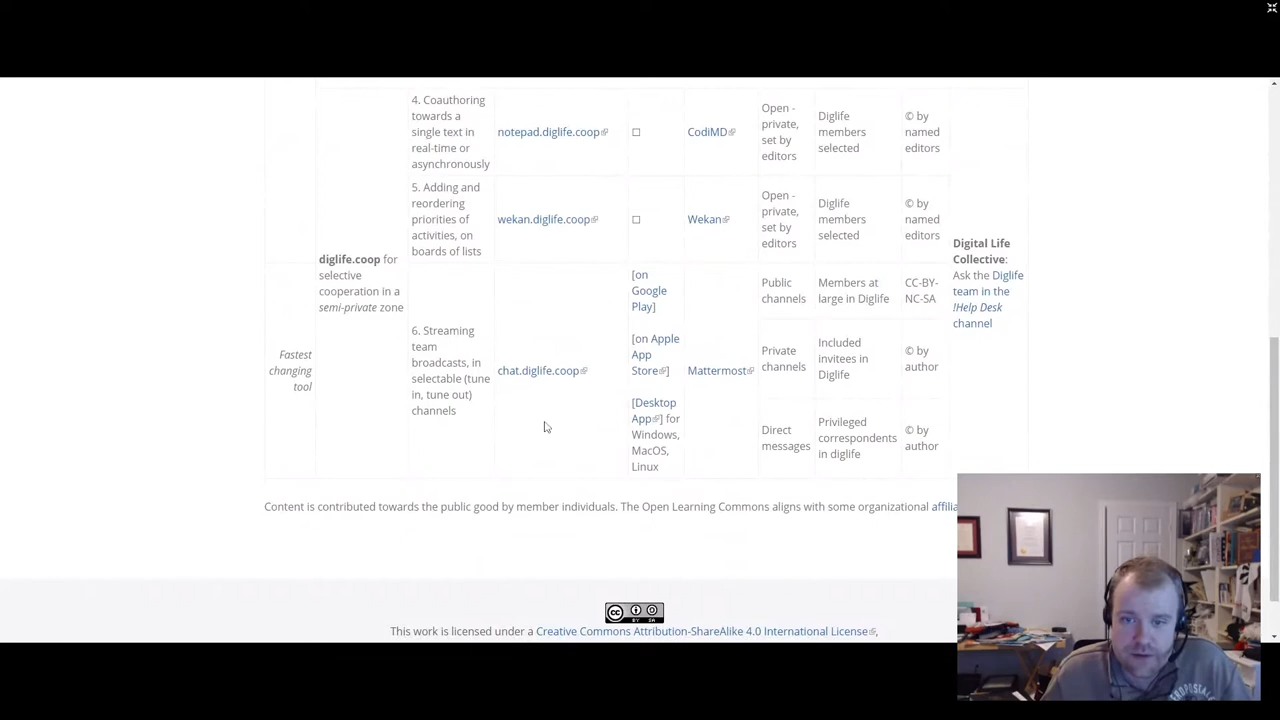 4. Coauthoring
towards a
single text in
real-time or
asynchronously
notepad.diglife.coop
CodiMD
Open -
private,
set by
editors
Diglife
members
selected
© by
named
editors
5. Adding and
reordering
priorities of
activities, on
boards of lists
wekan.diglife.coop
Wekan
Open -
private,
set by
editors
Diglife
members
selected
© by
named
editors
diglife.coop for
selective
cooperation in a
semi-private zone
Digital Life
Collective:
Ask the Diglife
team in the
!Help Desk
channel
Fastest
changing
tool
6. Streaming
team
broadcasts, in
selectable (tune
in, tune out)
channels
chat.diglife.coop
[on
Google
Play]
[on Apple
App
Store]
[Desktop
App] for
Windows,
MacOS,
Linux
Mattermost
Public
channels
Members at
large in Diglife
CC-BY-
NC-SA
Private
channels
Included
invitees in
Diglife
© by
author
Direct
messages
Privileged
correspondents
in diglife
© by
author
Content is contributed towards the public good by member individuals. The Open Learning Commons aligns with some organizational affilia
CC BY SA
This work is licensed under a Creative Commons Attribution-ShareAlike 4.0 International License,